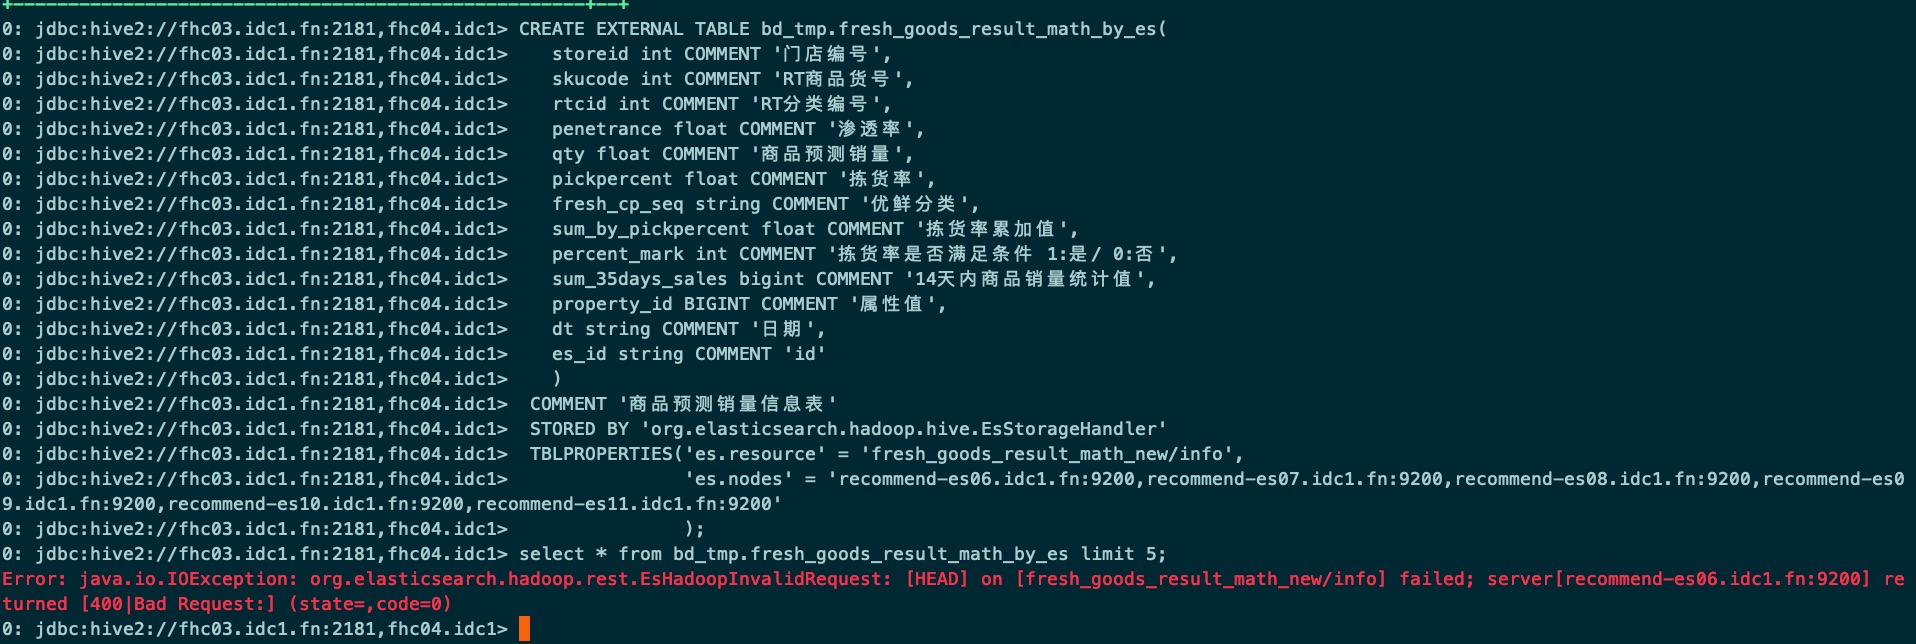 +----------------------------------------------------+--+
0: jdbc:hive2://fhc03.idc1.fn:2181,fhc04.idc1> CREATE EXTERNAL TABLE bd_tmp.fresh_goods_result_math_by_es(
0: jdbc:hive2://fhc03.idc1.fn:2181,fhc04.idc1>    storeid int COMMENT '门店编号',
0: jdbc:hive2://fhc03.idc1.fn:2181,fhc04.idc1>    skucode int COMMENT 'RT商品货号',
0: jdbc:hive2://fhc03.idc1.fn:2181,fhc04.idc1>    rtcid int COMMENT 'RT分类编号',
0: jdbc:hive2://fhc03.idc1.fn:2181,fhc04.idc1>    penetrance float COMMENT '渗透率',
0: jdbc:hive2://fhc03.idc1.fn:2181,fhc04.idc1>    qty float COMMENT '商品预测销量',
0: jdbc:hive2://fhc03.idc1.fn:2181,fhc04.idc1>    pickpercent float COMMENT '拣货率',
0: jdbc:hive2://fhc03.idc1.fn:2181,fhc04.idc1>    fresh_cp_seq string COMMENT '优鲜分类',
0: jdbc:hive2://fhc03.idc1.fn:2181,fhc04.idc1>    sum_by_pickpercent float COMMENT '拣货率累加值',
0: jdbc:hive2://fhc03.idc1.fn:2181,fhc04.idc1>    percent_mark int COMMENT '拣货率是否满足条件 1:是/ 0:否',
0: jdbc:hive2://fhc03.idc1.fn:2181,fhc04.idc1>    sum_35days_sales bigint COMMENT '14天内商品销量统计值',
0: jdbc:hive2://fhc03.idc1.fn:2181,fhc04.idc1>    property_id BIGINT COMMENT '属性值',
0: jdbc:hive2://fhc03.idc1.fn:2181,fhc04.idc1>    dt string COMMENT '日期',
0: jdbc:hive2://fhc03.idc1.fn:2181,fhc04.idc1>    es_id string COMMENT 'id'
0: jdbc:hive2://fhc03.idc1.fn:2181,fhc04.idc1>    )
0: jdbc:hive2://fhc03.idc1.fn:2181,fhc04.idc1>  COMMENT '商品预测销量信息表'
0: jdbc:hive2://fhc03.idc1.fn:2181,fhc04.idc1>  STORED BY 'org.elasticsearch.hadoop.hive.EsStorageHandler'
0: jdbc:hive2://fhc03.idc1.fn:2181,fhc04.idc1>  TBLPROPERTIES('es.resource' = 'fresh_goods_result_math_new/info',
0: jdbc:hive2://fhc03.idc1.fn:2181,fhc04.idc1>                'es.nodes' = 'recommend-es06.idc1.fn:9200,recommend-es07.idc1.fn:9200,recommend-es08.idc1.fn:9200,recommend-es0
9.idc1.fn:9200,recommend-es10.idc1.fn:9200,recommend-es11.idc1.fn:9200'
0: jdbc:hive2://fhc03.idc1.fn:2181,fhc04.idc1>                );
0: jdbc:hive2://fhc03.idc1.fn:2181,fhc04.idc1> select * from bd_tmp.fresh_goods_result_math_by_es limit 5;
Error: java.io.IOException: org.elasticsearch.hadoop.rest.EsHadoopInvalidRequest: [HEAD] on [fresh_goods_result_math_new/info] failed; server[recommend-es06.idc1.fn:9200] re
turned [400|Bad Request:] (state=,code=0)
0: jdbc:hive2://fhc03.idc1.fn:2181,fhc04.idc1>